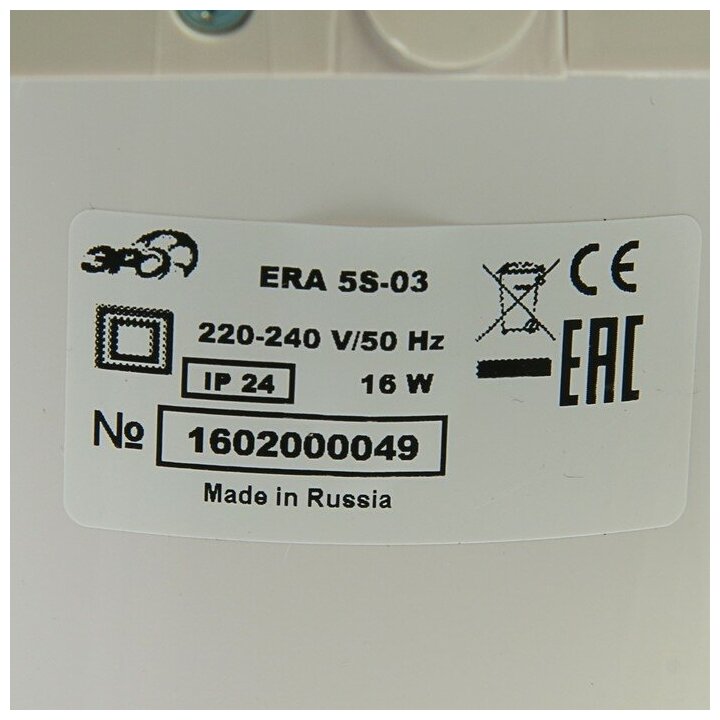 ЭРА
ERA 5S-03
CE
220-240 V/50 Hz
EAC
IP 24
16 W
№ 1602000049
Made in Russia